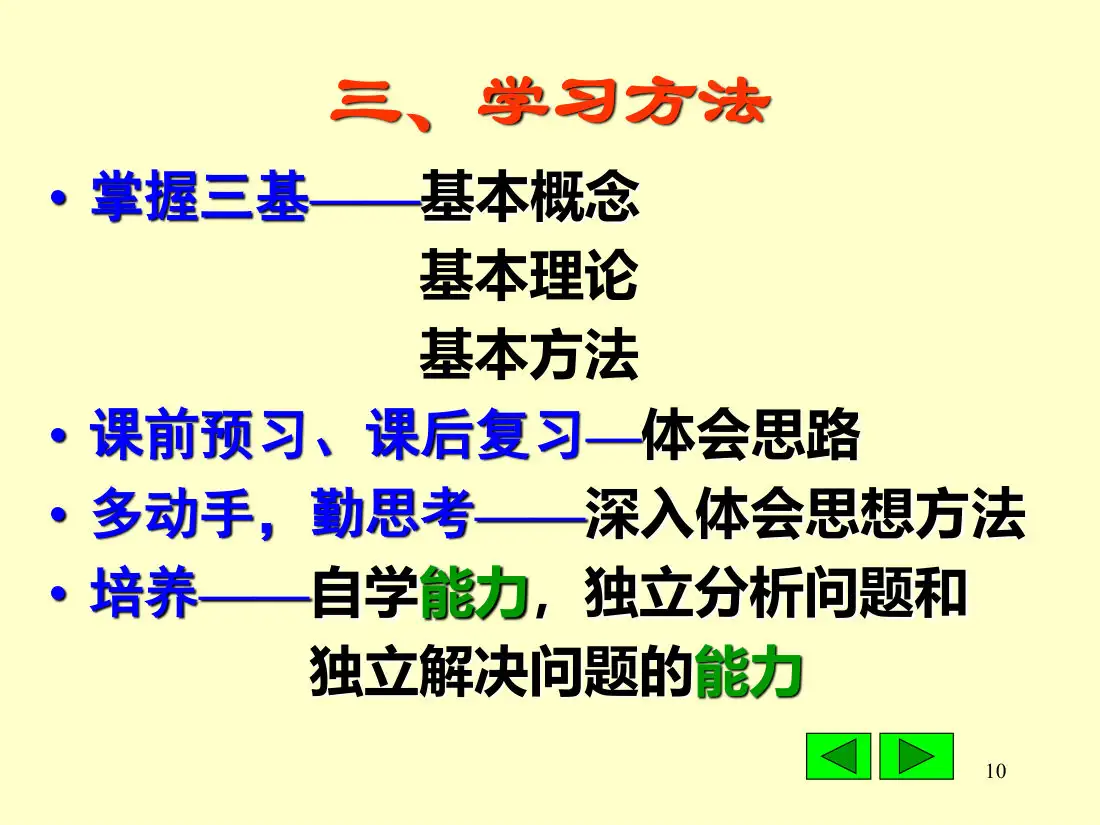 三、学习方法
• 掌握三基——基本概念
基本理论
基本方法
• 课前预习、课后复习—体会思路
• 多动手，勤思考——深入体会思想方法
• 培养——自学能力，独立分析问题和
独立解决问题的能力
10